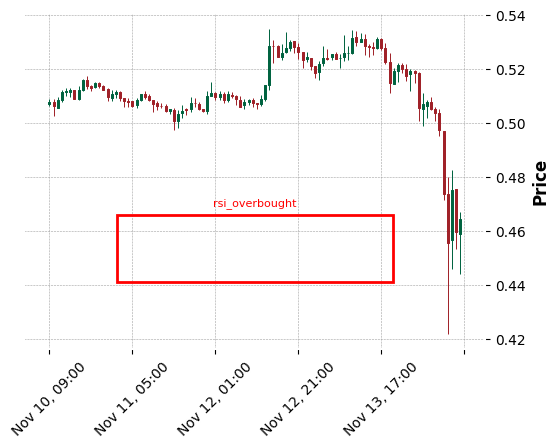 0.54
0.52
0.50
0.48
0.46
0.44
0.42
Price
rsi_overbought
Nov 10, 09:00
Nov 11, 05:00
Nov 12, 01:00
Nov 12, 21:00
Nov 13, 17:00